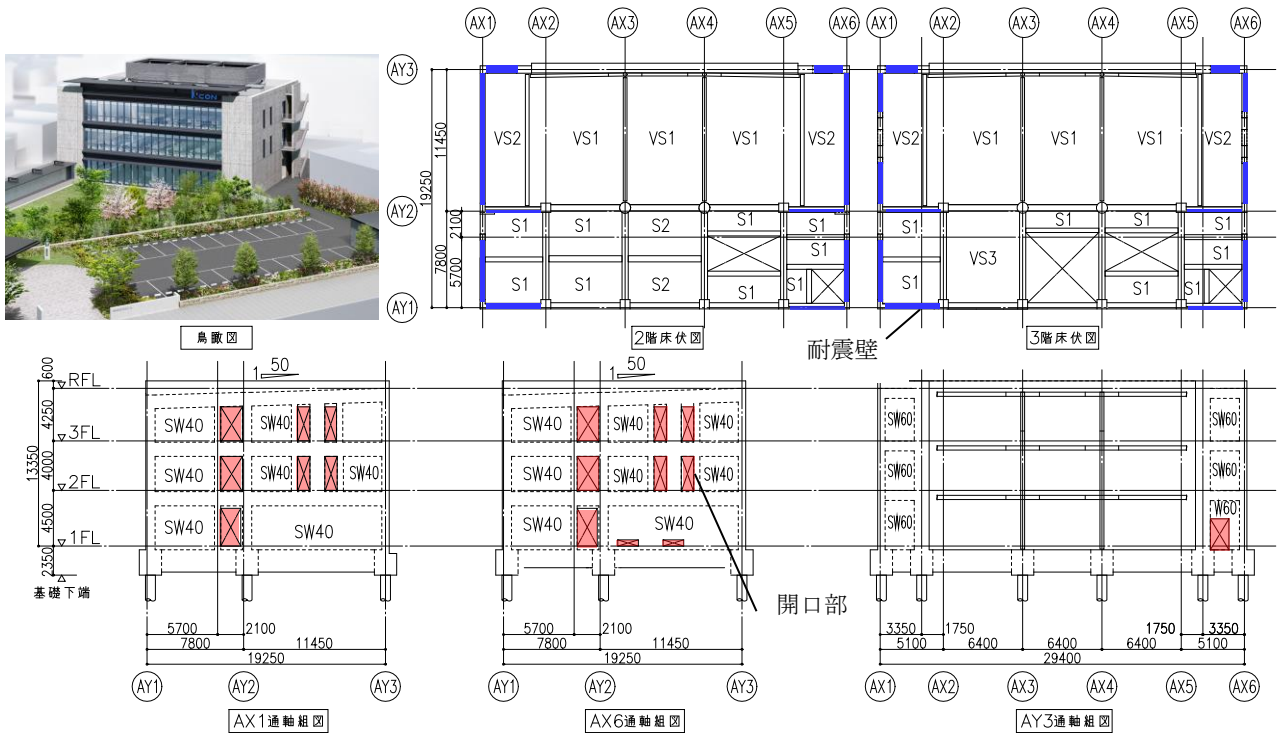 AX1 AX2 AX3 AX4 AX5 AX6
AX1 AX2 AX3 AX4 AX5 AX6
AY3
AY2
AY1
11450
19250
2100
7800
5700
VS2 VS1 VS1 VS1 VS2
S1 S1 S2 S1 S1
S1
S1 S1 S2 S1 S1
VS2 VS1 VS1 VS1 VS2
S1 S1 S1 S1
S1
VS3
S1 S1 S1
鳥瞰図
2階床伏図
3階床伏図
耐震壁
600
4250
4000
13350
4500
2350
RFL
3FL
2FL
1FL
基礎下端
1 50
SW40 SW40
SW40 SW40 SW40
SW40 SW40
5700 2100
7800 11450
19250
AY1 AY2 AY3
AX1通軸組図
1 50
SW40 SW40 SW40
SW40 SW40 SW40
SW40 SW40
開口部
5700 2100
7800 11450
19250
AY1 AY2 AY3
AX6通軸組図
SW60 SW60
SW60 SW60
SW60 W60
3350 1750 1750 3350
5100 6400 6400 6400 5100
29400
AX1 AX2 AX3 AX4 AX5 AX6
AY3通軸組図